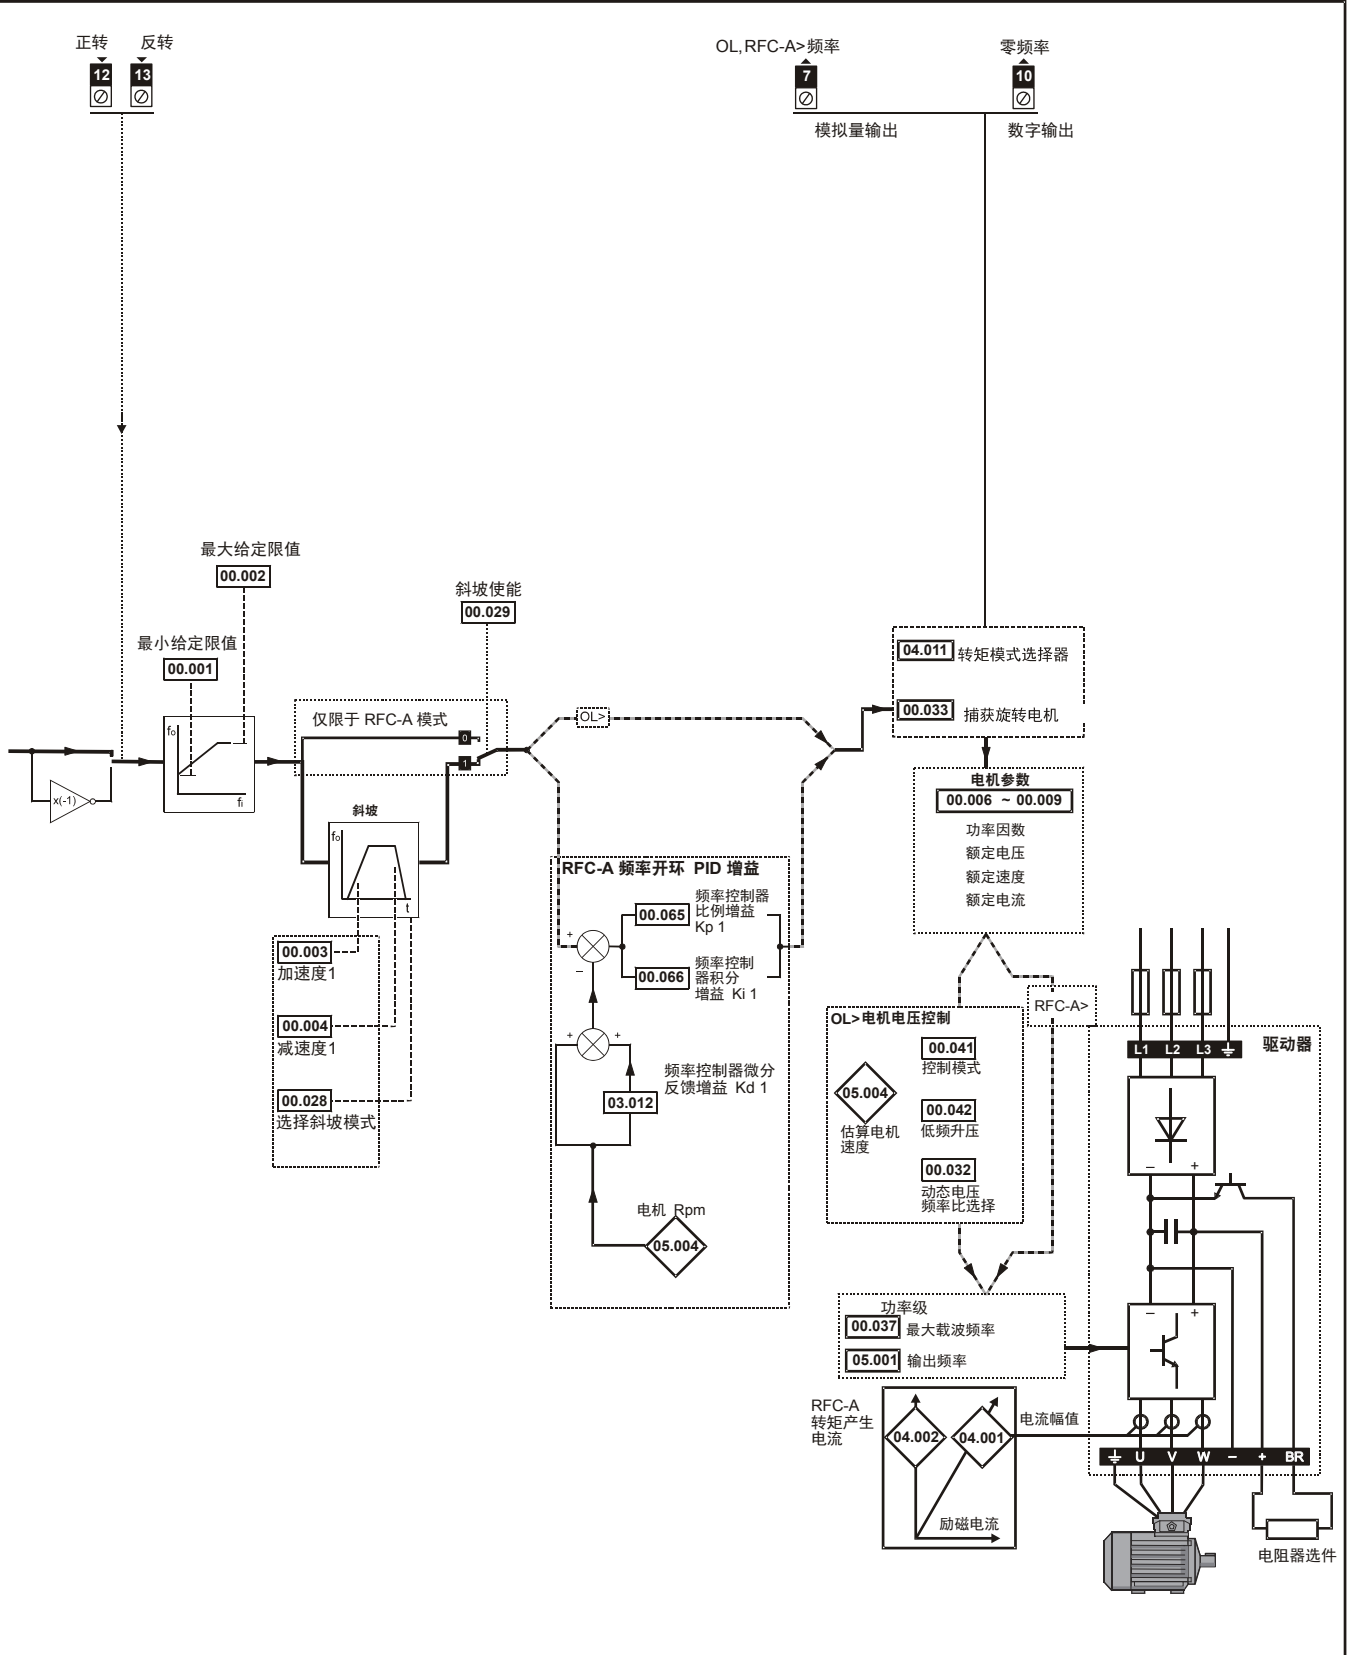 正转 反转
12 13
OL,RFC-A>频率
7
模拟量输出
零频率
10
数字输出
最大给定限值
00.002
最小给定限值
00.001
斜坡使能
00.029
仅限于 RFC-A 模式
0
1
x(-1)
fo
fi
斜坡
fo
t
00.003
加速度1
00.004
减速度1
00.028
选择斜坡模式
OL>
RFC-A 频率开环 PID 增益
+
−
00.065
频率控制器
比例增益
Kp 1
00.066
频率控制
器积分
增益 Ki 1
+ +
频率控制器微分
反馈增益 Kd 1
03.012
电机 Rpm
05.004
04.011 转矩模式选择器
00.033 捕获旋转电机
电机参数
00.006 ~ 00.009
功率因数
额定电压
额定速度
额定电流
RFC-A>
OL>电机电压控制
00.041
控制模式
05.004
估算电机
速度
00.042
低频升压
00.032
动态电压
频率比选择
功率级
00.037 最大载波频率
05.001 输出频率
RFC-A
转矩产生
电流
04.002 04.001
励磁电流
电流幅值
L1 L2 L3
驱动器
− +
− +
U V W − + BR
电阻器选件